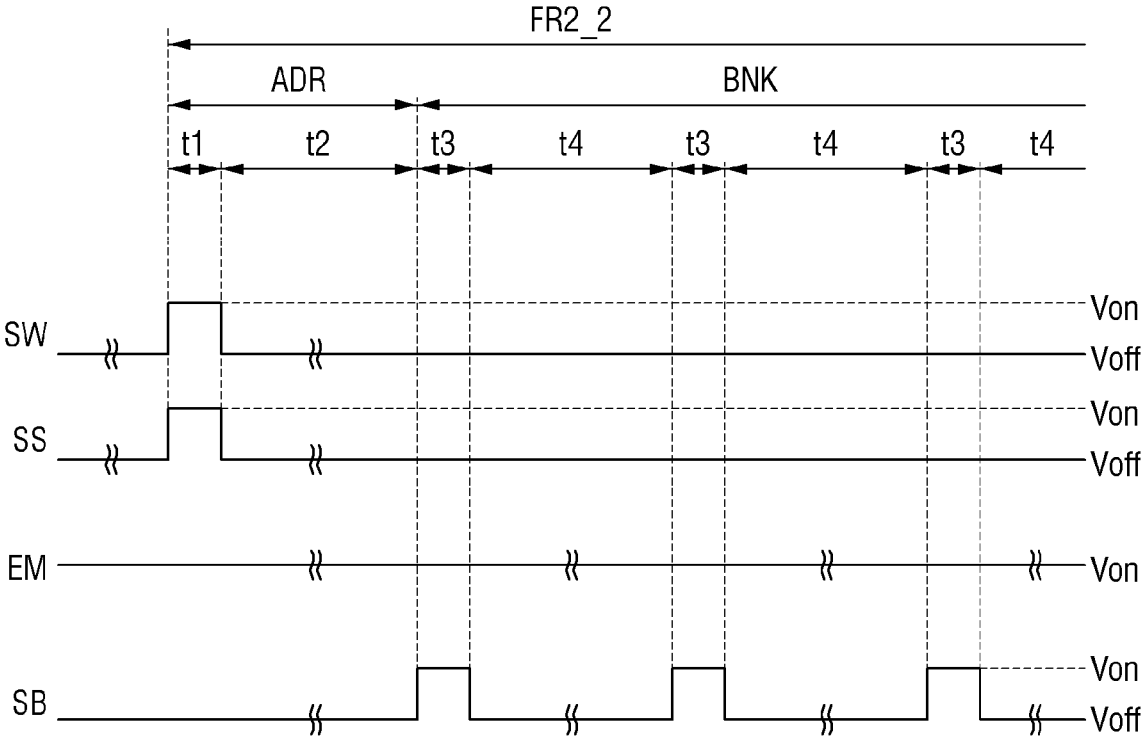 FR2_2
ADR BNK
t1 t2 t3 t4 t3 t4 t3 t4
Von
SW
Voff
Von
SS
Voff
EM Von
Von
SB
Voff